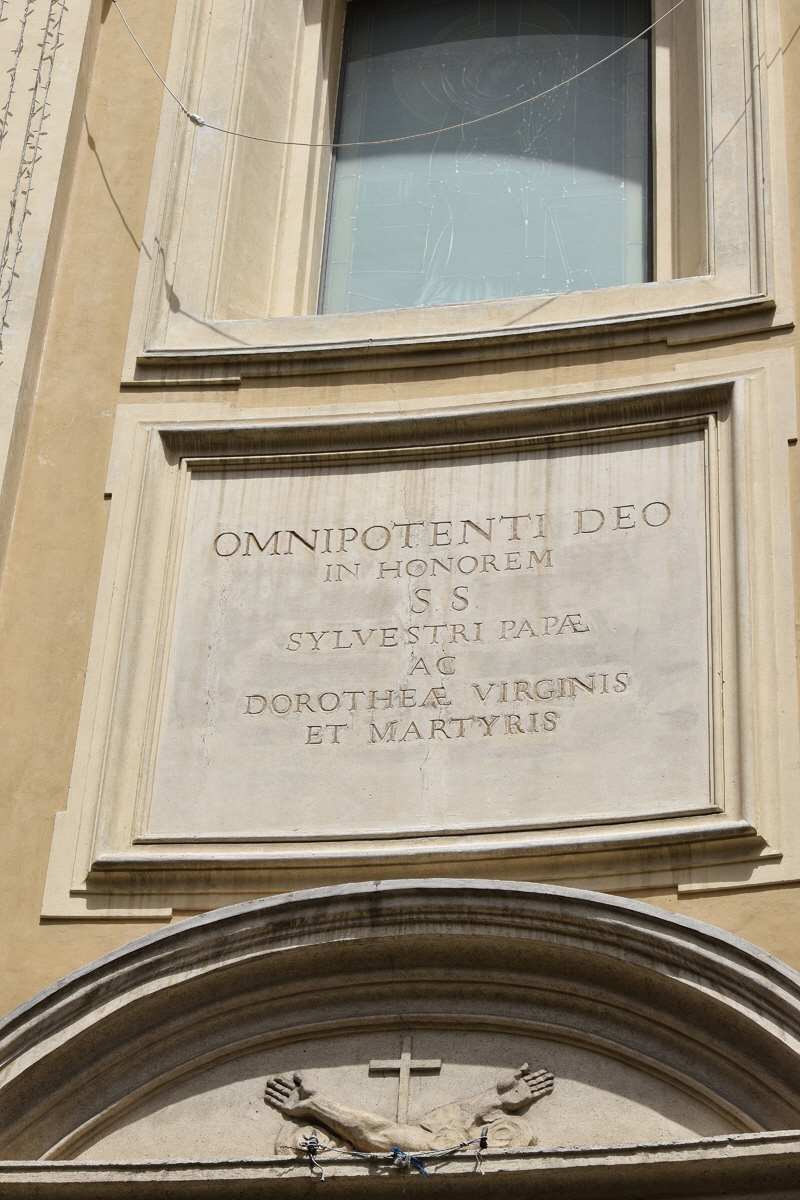 OMNIPOTENTI DEO
IN HONOREM
S. S.
SYLVESTRI PAPÆ
AC
DOROTHEÆ VIRGINIS
ET MARTYRIS